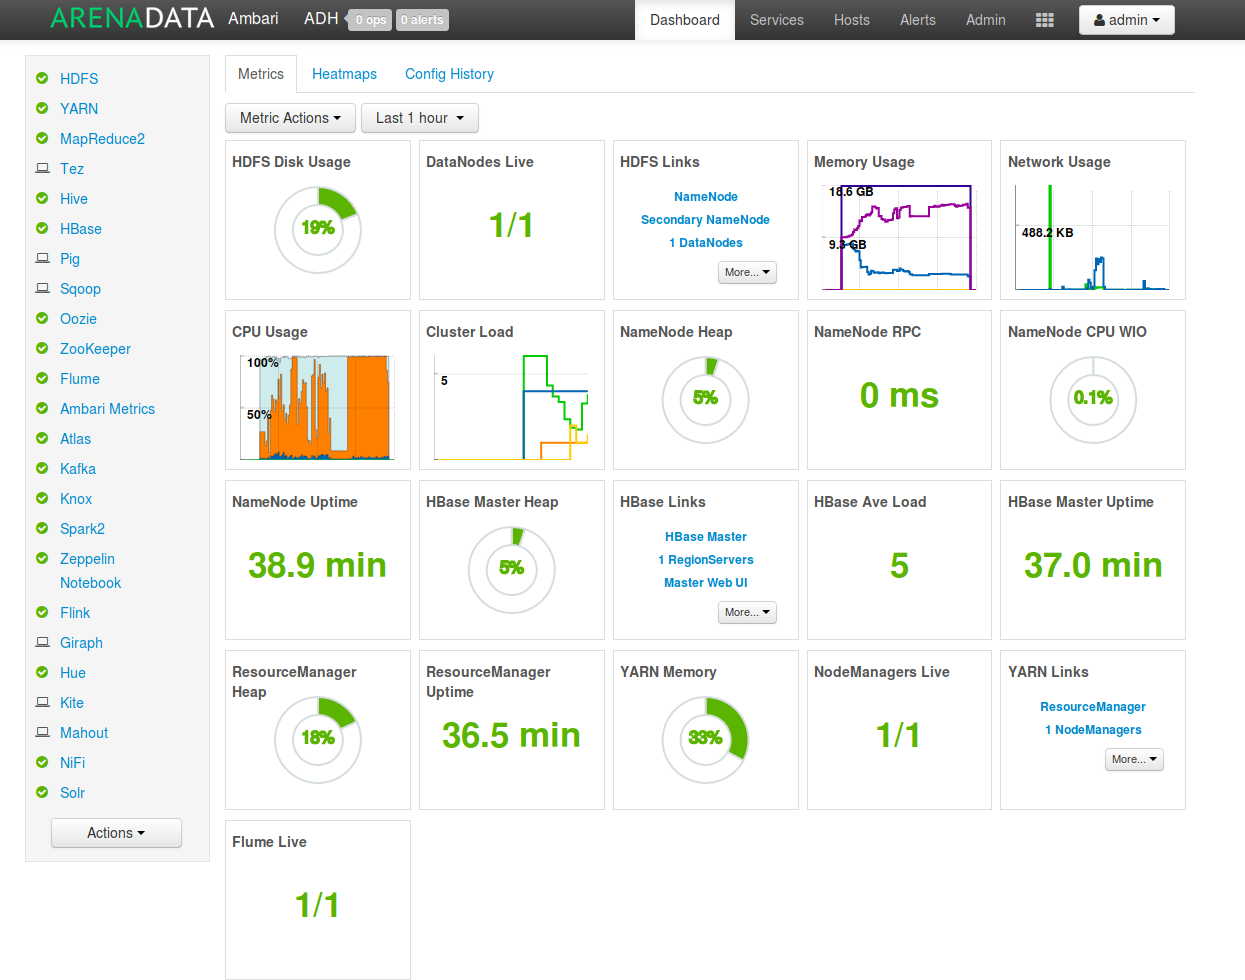 ARENADATA Ambari ADH 0 ops 0 alerts Dashboard Services Hosts Alerts Admin admin
HDFS
YARN
MapReduce2
Tez
Hive
HBase
Pig
Sqoop
Oozie
ZooKeeper
Flume
Ambari Metrics
Atlas
Kafka
Knox
Spark2
Zeppelin
Notebook
Flink
Giraph
Hue
Kite
Mahout
NiFi
Solr
Actions
Metrics Heatmaps Config History
Metric Actions Last 1 hour
HDFS Disk Usage
19%
DataNodes Live
1/1
HDFS Links
NameNode
Secondary NameNode
1 DataNodes
More...
Memory Usage
18.6 GB
9.3 GB
Network Usage
488.2 KB
CPU Usage
100%
50%
Cluster Load
5
NameNode Heap
5%
NameNode RPC
0 ms
NameNode CPU WIO
0.1%
NameNode Uptime
38.9 min
HBase Master Heap
5%
HBase Links
HBase Master
1 RegionServers
Master Web UI
More...
HBase Ave Load
5
HBase Master Uptime
37.0 min
ResourceManager
Heap
18%
ResourceManager
Uptime
36.5 min
YARN Memory
33%
NodeManagers Live
1/1
YARN Links
ResourceManager
1 NodeManagers
More...
Flume Live
1/1